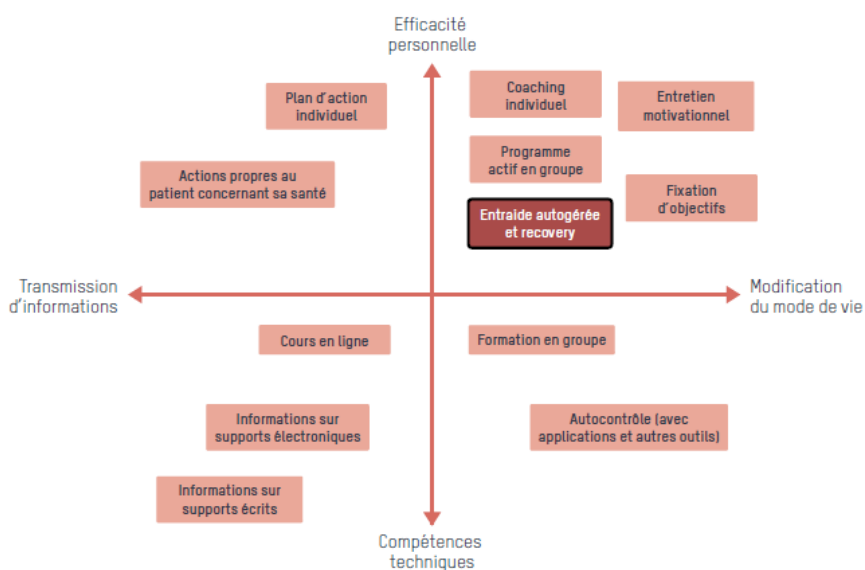 Efficacité
personnelle
Plan d'action
individuel
Coaching
individuel
Entretien
motivationnel
Programme
actif en groupe
Actions propres au
patient concernant sa santé
Fixation
d'objectifs
Entraide autogérée
et recovery
Transmission
d'informations
Modification
du mode de vie
Cours en ligne
Formation en groupe
Informations sur
supports électroniques
Autocontrôle (avec
applications et autres outils)
Informations sur
supports écrits
Compétences
techniques